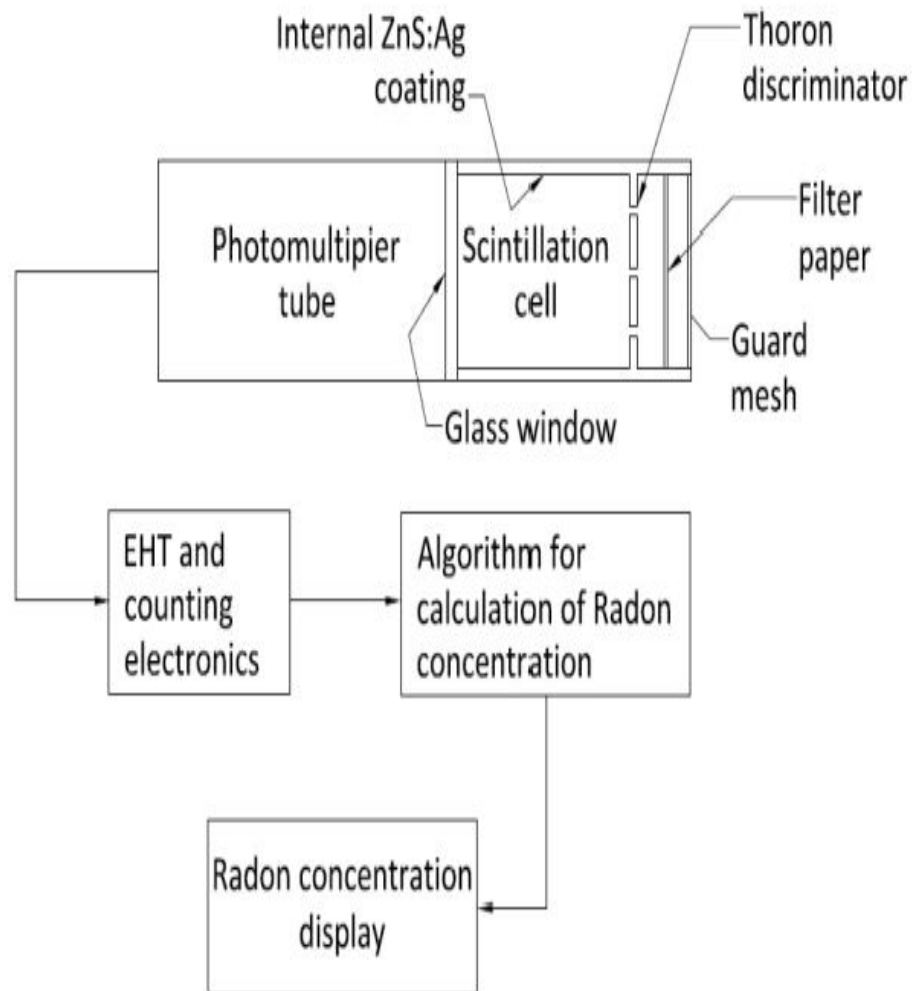 Internal ZnS:Ag
coating
Thoron
discriminator
Photomultipier
tube
Scintillation
cell
Filter
paper
Guard
mesh
Glass window
EHT and
counting
electronics
Algorithm for
calculation of Radon
concentration
Radon concentration
display